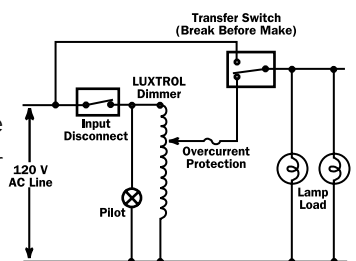 Transfer Switch
(Break Before Make)
LUXTROL
Dimmer
Input
Disconnect
Overcurrent
Protection
120 V
AC Line
Pilot
Lamp
Load